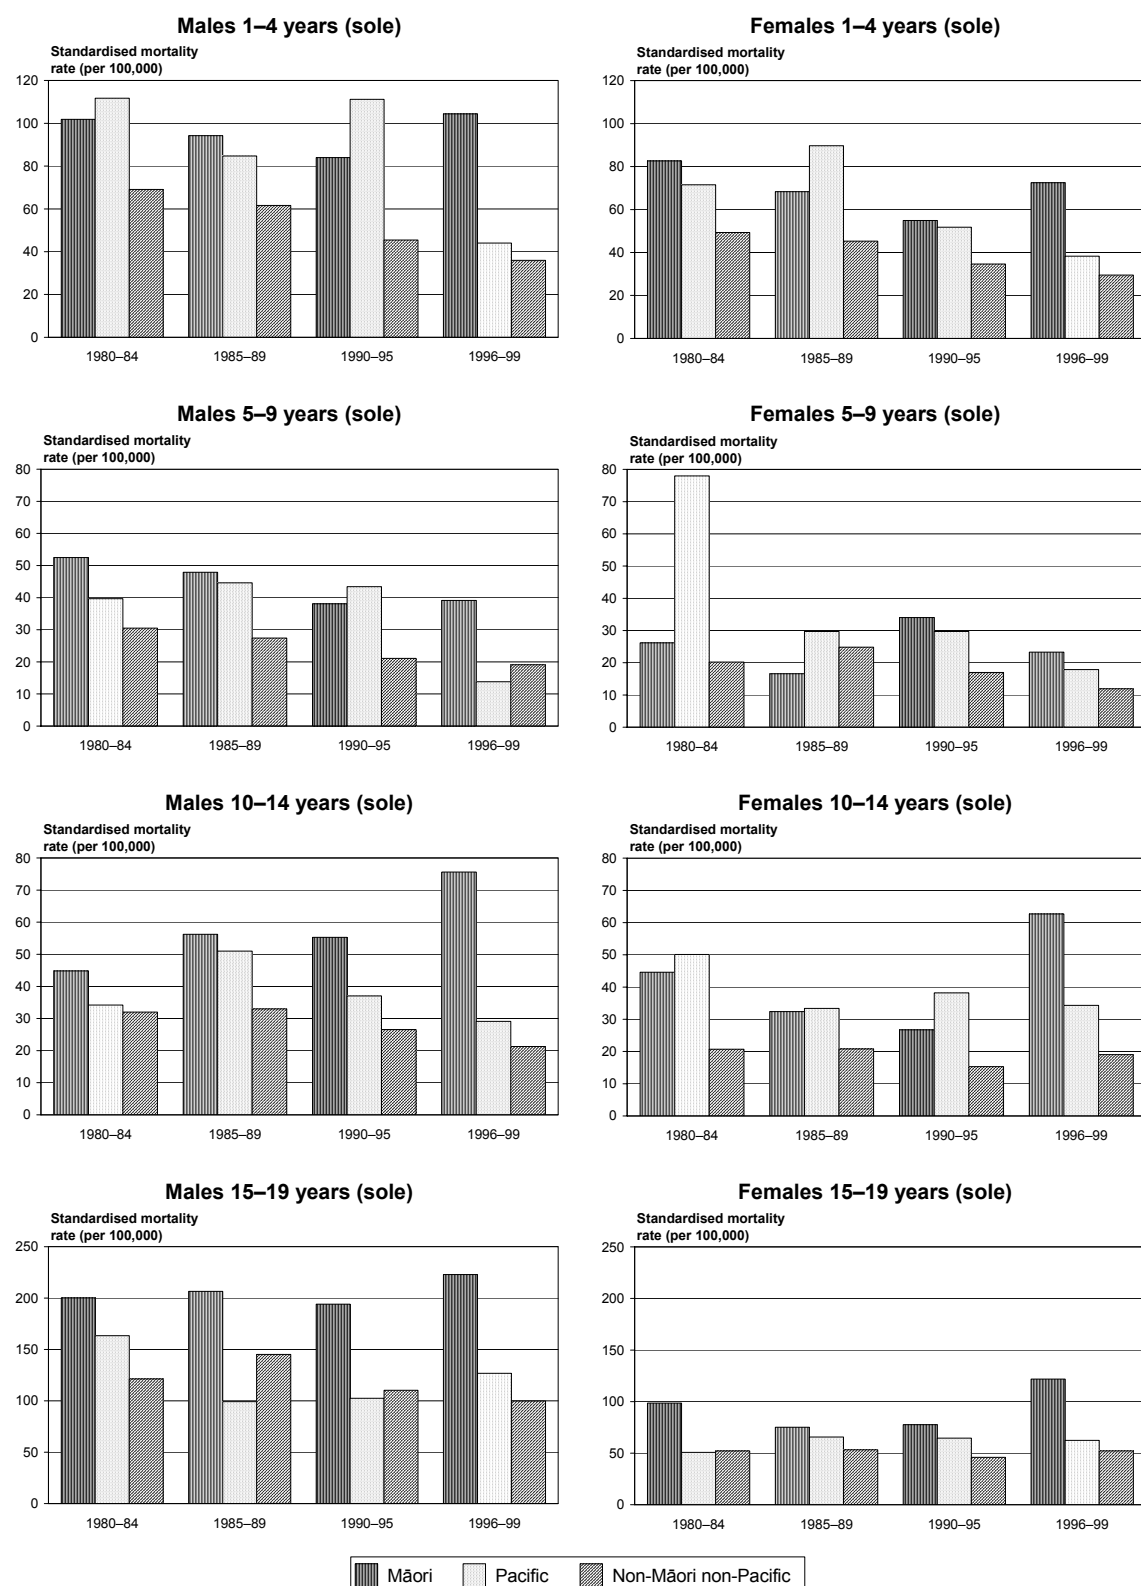 Males 1–4 years (sole)
Standardised mortality
rate (per 100,000)
120
100
80
60
40
20
0
1980–84 1985–89 1990–95 1996–99
Females 1–4 years (sole)
Standardised mortality
rate (per 100,000)
120
100
80
60
40
20
0
1980–84 1985–89 1990–95 1996–99
Males 5–9 years (sole)
Standardised mortality
rate (per 100,000)
80
70
60
50
40
30
20
10
0
1980–84 1985–89 1990–95 1996–99
Females 5–9 years (sole)
Standardised mortality
rate (per 100,000)
80
70
60
50
40
30
20
10
0
1980–84 1985–89 1990–95 1996–99
Males 10–14 years (sole)
Standardised mortality
rate (per 100,000)
80
70
60
50
40
30
20
10
0
1980–84 1985–89 1990–95 1996–99
Females 10–14 years (sole)
Standardised mortality
rate (per 100,000)
80
70
60
50
40
30
20
10
0
1980–84 1985–89 1990–95 1996–99
Males 15–19 years (sole)
Standardised mortality
rate (per 100,000)
250
200
150
100
50
0
1980–84 1985–89 1990–95 1996–99
Females 15–19 years (sole)
Standardised mortality
rate (per 100,000)
250
200
150
100
50
0
1980–84 1985–89 1990–95 1996–99
Māori Pacific Non-Māori non-Pacific